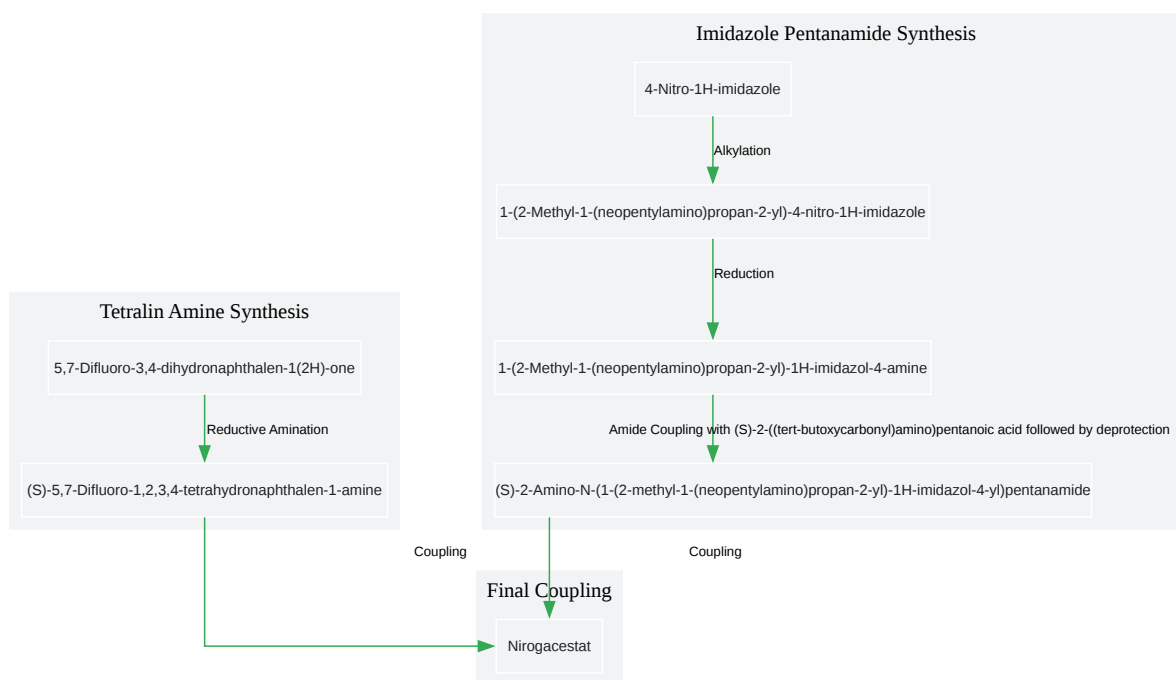 Imidazole Pentanamide Synthesis
4-Nitro-1H-imidazole
Alkylation
1-(2-Methyl-1-(neopentylamino)propan-2-yl)-4-nitro-1H-imidazole
Reduction
Tetralin Amine Synthesis
5,7-Difluoro-3,4-dihydronaphthalen-1(2H)-one
1-(2-Methyl-1-(neopentylamino)propan-2-yl)-1H-imidazol-4-amine
Reductive Amination
Amide Coupling with (S)-2-((tert-butoxycarbonyl)amino)pentanoic acid followed by deprotection
(S)-5,7-Difluoro-1,2,3,4-tetrahydronaphthalen-1-amine
(S)-2-Amino-N-(1-(2-methyl-1-(neopentylamino)propan-2-yl)-1H-imidazol-4-yl)pentanamide
Coupling
Coupling
Final Coupling
Nirogacestat